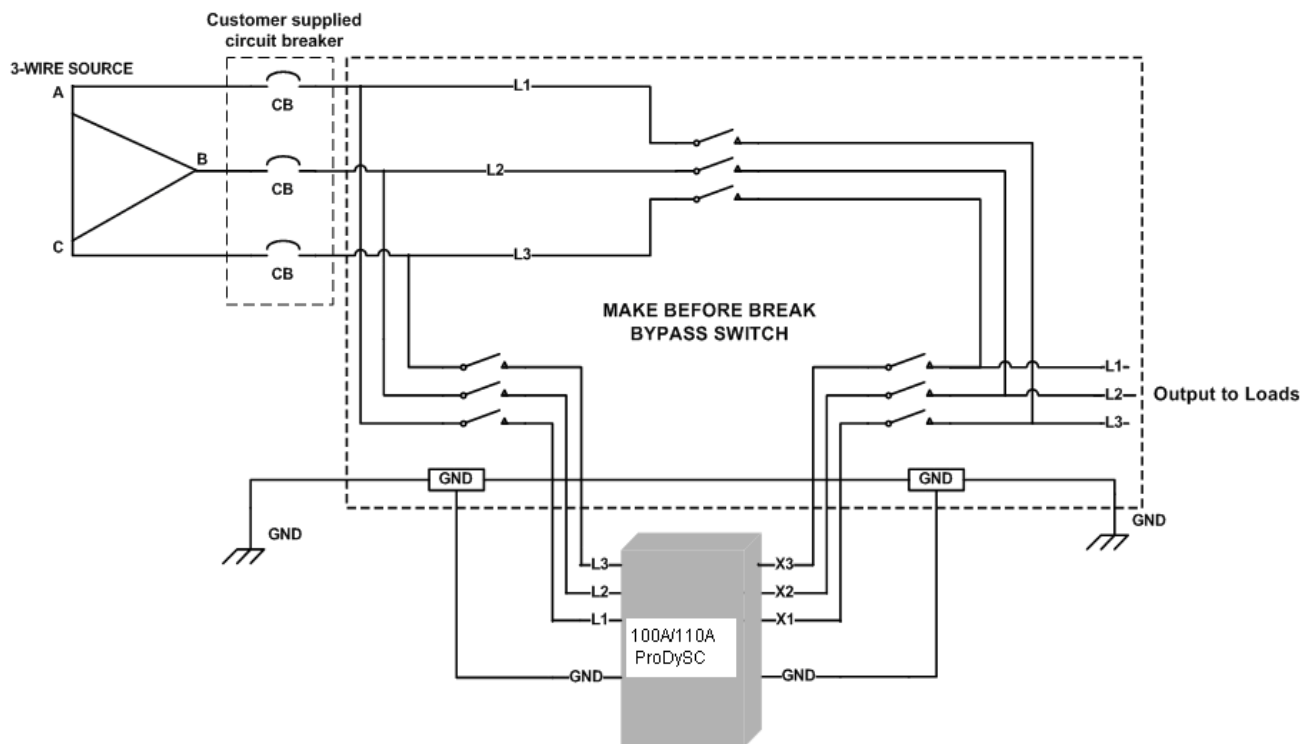 Customer supplied
circuit breaker
3-WIRE SOURCE
A
CB
L1
B
CB
L2
C
CB
L3
MAKE BEFORE BREAK
BYPASS SWITCH
L1
L2
Output to Loads
L3
GND
GND
GND
GND
L3
X3
L2
X2
L1
X1
100A/110A
ProDySC
GND
GND